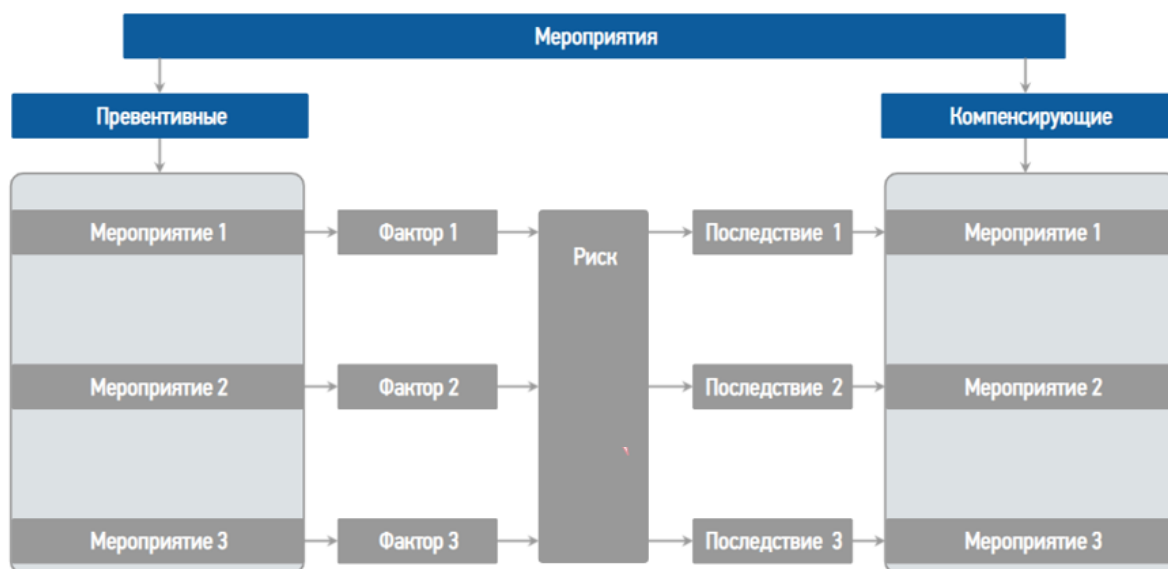 Мероприятия
Превентивные
Компенсирующие
Мероприятие 1
Фактор 1
Риск
Последствие 1
Мероприятие 1
Мероприятие 2
Фактор 2
Последствие 2
Мероприятие 2
Мероприятие 3
Фактор 3
Последствие 3
Мероприятие 3